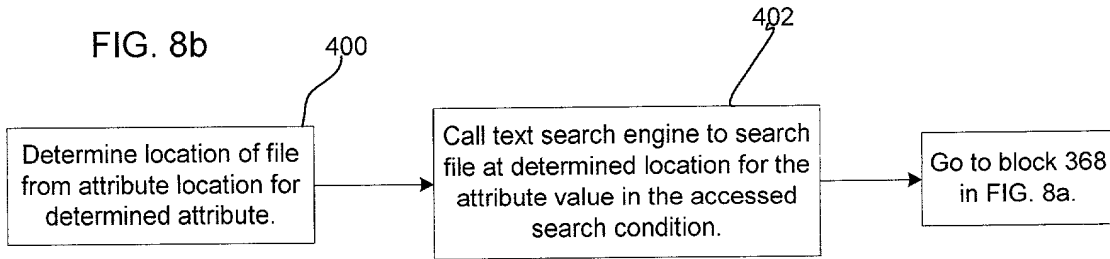 FIG. 8b
400
402
Determine location of file
from attribute location for
determined attribute.
Call text search engine to search
file at determined location for the
attribute value in the accessed
search condition.
Go to block 368
in FIG. 8a.